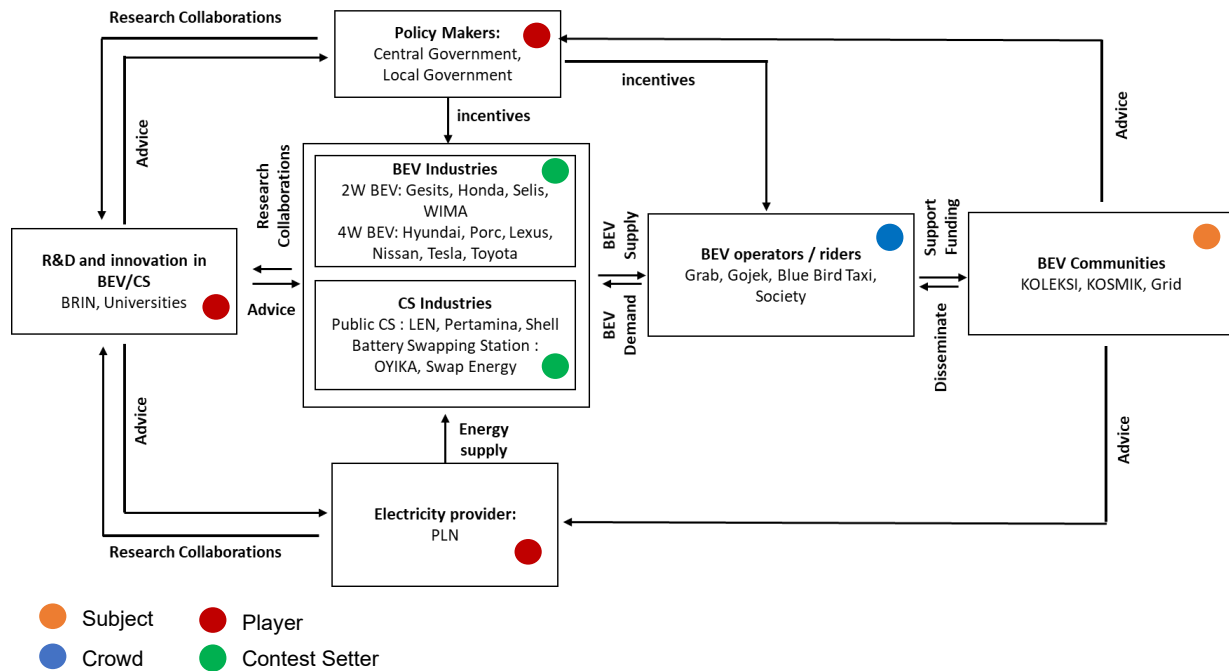 Research Collaborations
Policy Makers:
Central Government,
Local Government
incentives
incentives
Advice
Advice
Research
Collaborations
BEV Industries
2W BEV: Gesits, Honda, Selis,
WIMA
4W BEV: Hyundai, Porc, Lexus,
Nissan, Tesla, Toyota
R&D and innovation in
BEV/CS
BRIN, Universities
Advice
CS Industries
Public CS : LEN, Pertamina, Shell
Battery Swapping Station :
OYIKA, Swap Energy
BEV
Supply
BEV
Demand
BEV operators / riders
Grab, Gojek, Blue Bird Taxi,
Society
Support
Funding
Disseminate
BEV Communities
KOLEKSI, KOSMIK, Grid
Advice
Energy
supply
Advice
Electricity provider:
PLN
Research Collaborations
Subject
Player
Crowd
Contest Setter